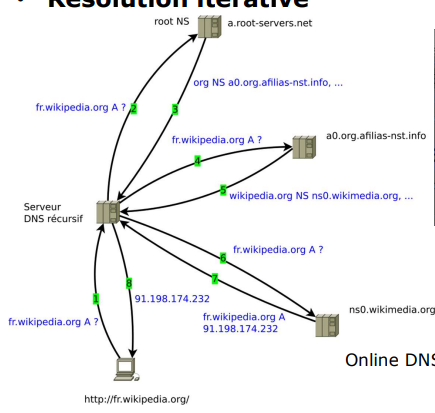 • Résolution itérative
root NS
a.root-servers.net
org NS a0.org.afilias-nst.info, ...
fr.wikipedia.org A ?
2
3
fr.wikipedia.org A ?
a0.org.afilias-nst.info
4
5
wikipedia.org NS ns0.wikimedia.org, ...
Serveur
DNS récursif
fr.wikipedia.org A ?
6
7
8
1
91.198.174.232
ns0.wikimedia.org
fr.wikipedia.org A ?
fr.wikipedia.org A
91.198.174.232
Online DNS
http://fr.wikipedia.org/